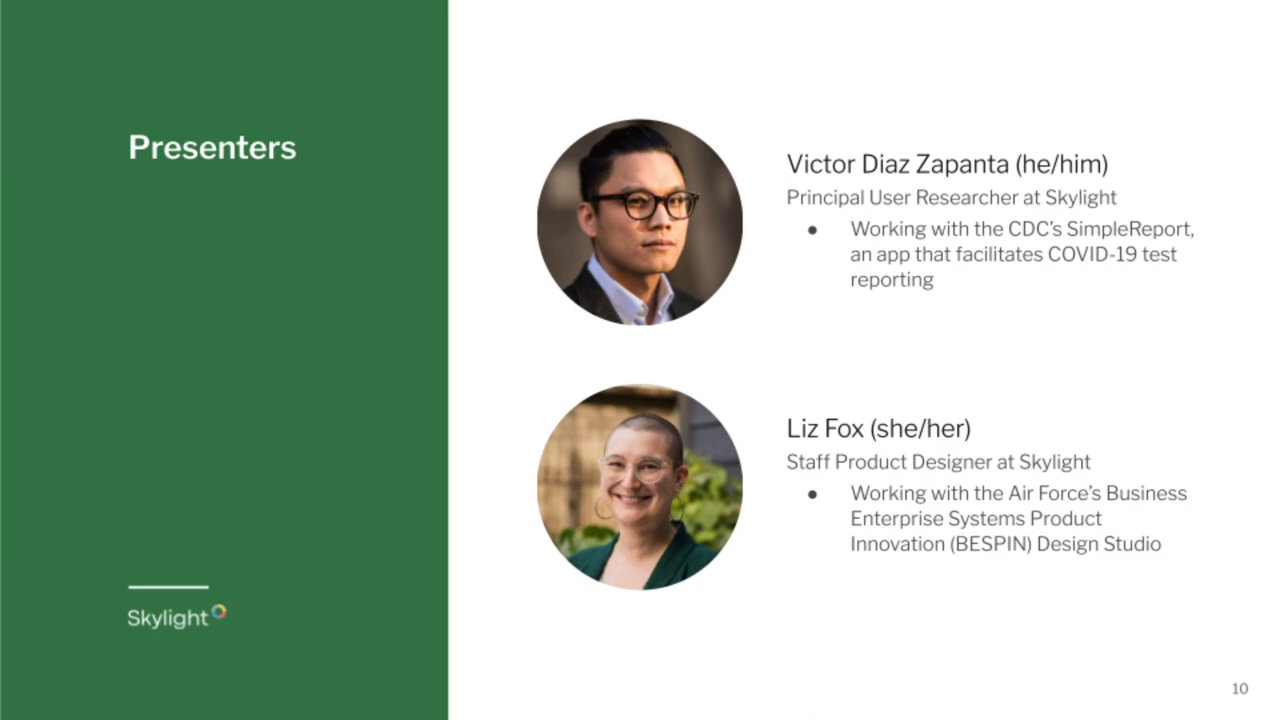 Presenters
Victor Diaz Zapanta (he/him)
Principal User Researcher at Skylight
● Working with the CDC’s SimpleReport,
an app that facilitates COVID-19 test
reporting
Liz Fox (she/her)
Staff Product Designer at Skylight
● Working with the Air Force’s Business
Enterprise Systems Product
Innovation (BESPIN) Design Studio
Skylight
10